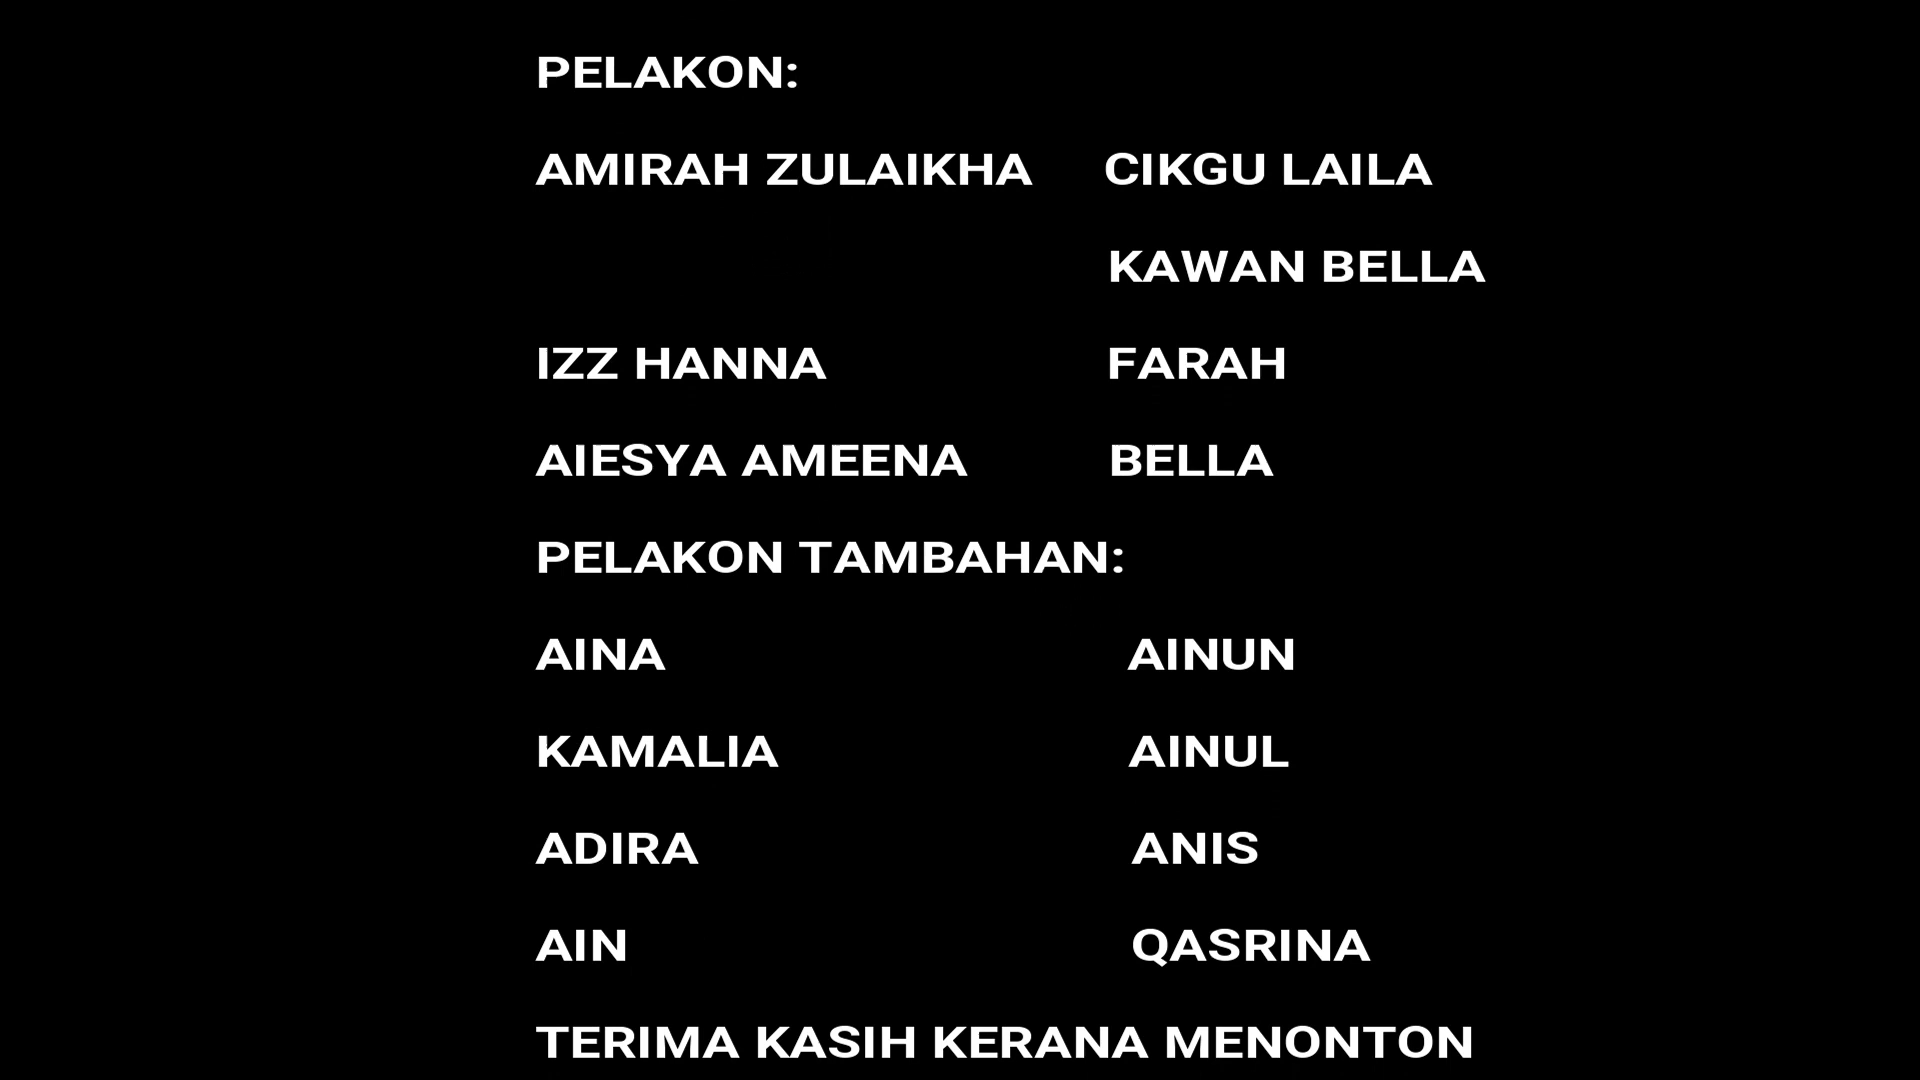 PELAKON:
AMIRAH ZULAIKHA CIKGU LAILA
KAWAN BELLA
IZZ HANNA FARAH
AIESYA AMEENA BELLA
PELAKON TAMBAHAN:
AINA AINUN
KAMALIA AINUL
ADIRA ANIS
AIN QASRINA
TERIMA KASIH KERANA MENONTON